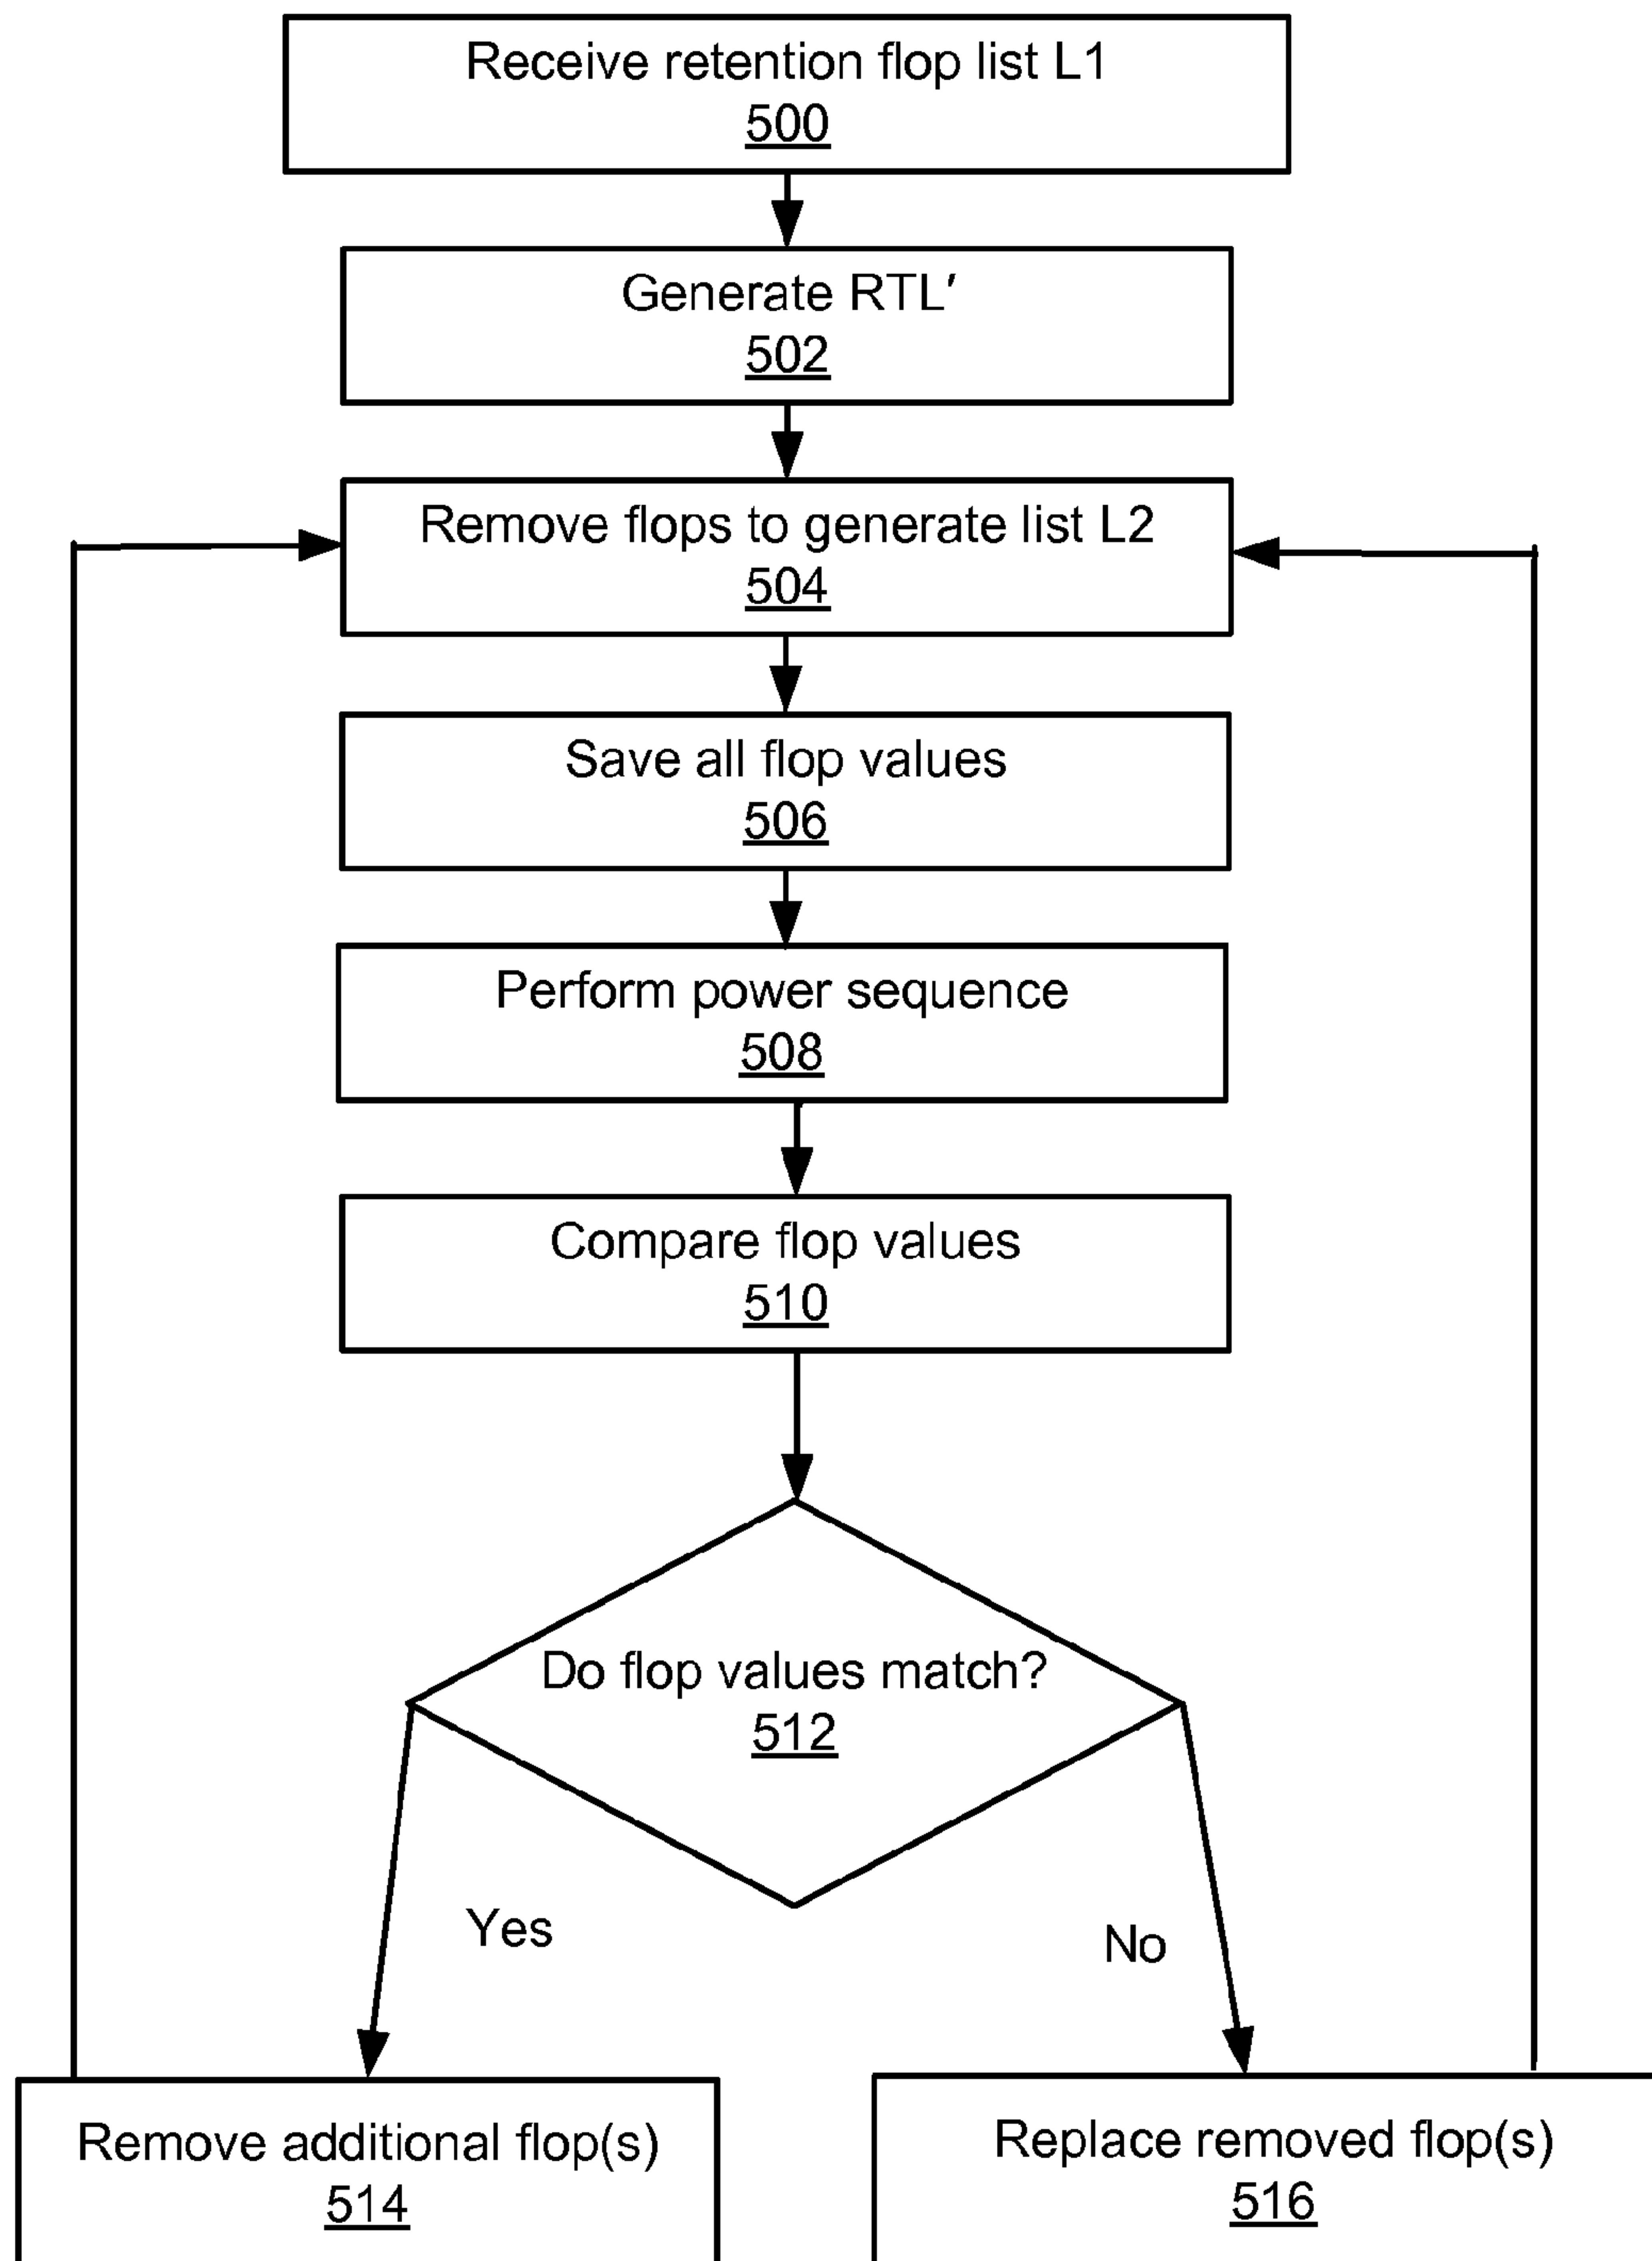 Receive retention flop list L1
500
Generate RTL′
502
Remove flops to generate list L2
504
Save all flop values
506
Perform power sequence
508
Compare flop values
510
Do flop values match?
512
Yes
No
Remove additional flop(s)
514
Replace removed flop(s)
516